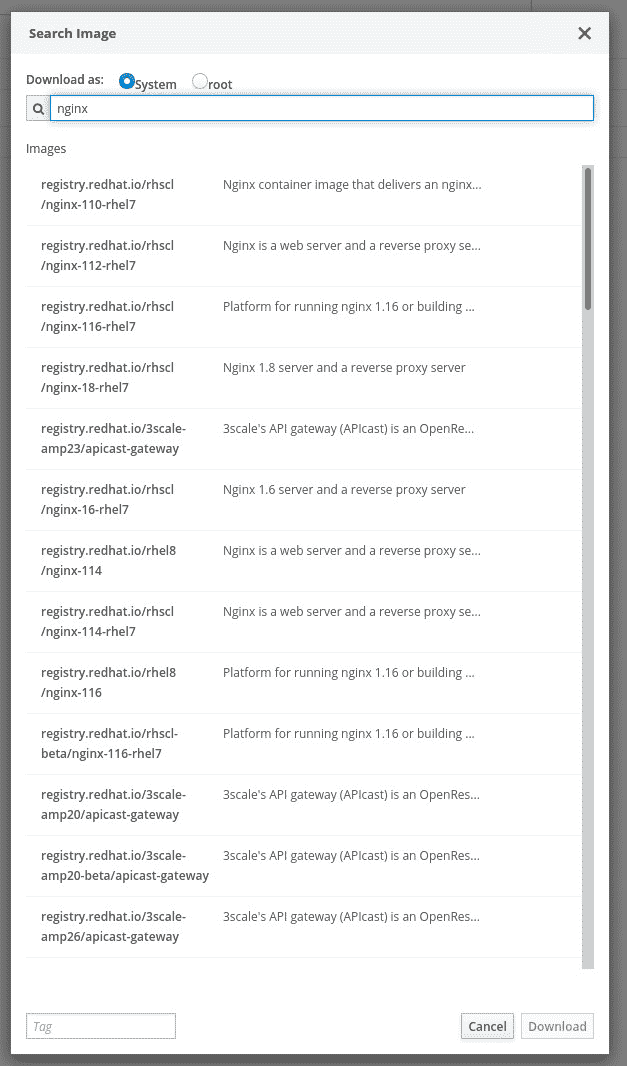 Search Image
Download as: System root
nginx
Images
registry.redhat.io/rhscl Nginx container image that delivers an nginx...
/nginx-110-rhel7
registry.redhat.io/rhscl Nginx is a web server and a reverse proxy se...
/nginx-112-rhel7
registry.redhat.io/rhscl Platform for running nginx 1.16 or building ...
/nginx-116-rhel7
registry.redhat.io/rhscl Nginx 1.8 server and a reverse proxy server
/nginx-18-rhel7
registry.redhat.io/3scale- 3scale's API gateway (APIcast) is an OpenRe...
amp23/apicast-gateway
registry.redhat.io/rhscl Nginx 1.6 server and a reverse proxy server
/nginx-16-rhel7
registry.redhat.io/rhel8 Nginx is a web server and a reverse proxy se...
/nginx-114
registry.redhat.io/rhscl Nginx is a web server and a reverse proxy se...
/nginx-114-rhel7
registry.redhat.io/rhel8 Platform for running nginx 1.16 or building ...
/nginx-116
registry.redhat.io/rhscl- Platform for running nginx 1.16 or building ...
beta/nginx-116-rhel7
registry.redhat.io/3scale- 3scale's API gateway (APIcast) is an OpenRes...
amp20/apicast-gateway
registry.redhat.io/3scale- 3scale's API gateway (APIcast) is an OpenRes...
amp20-beta/apicast-gateway
registry.redhat.io/3scale- 3scale's API gateway (APIcast) is an OpenRes...
amp26/apicast-gateway
Tag Cancel Download